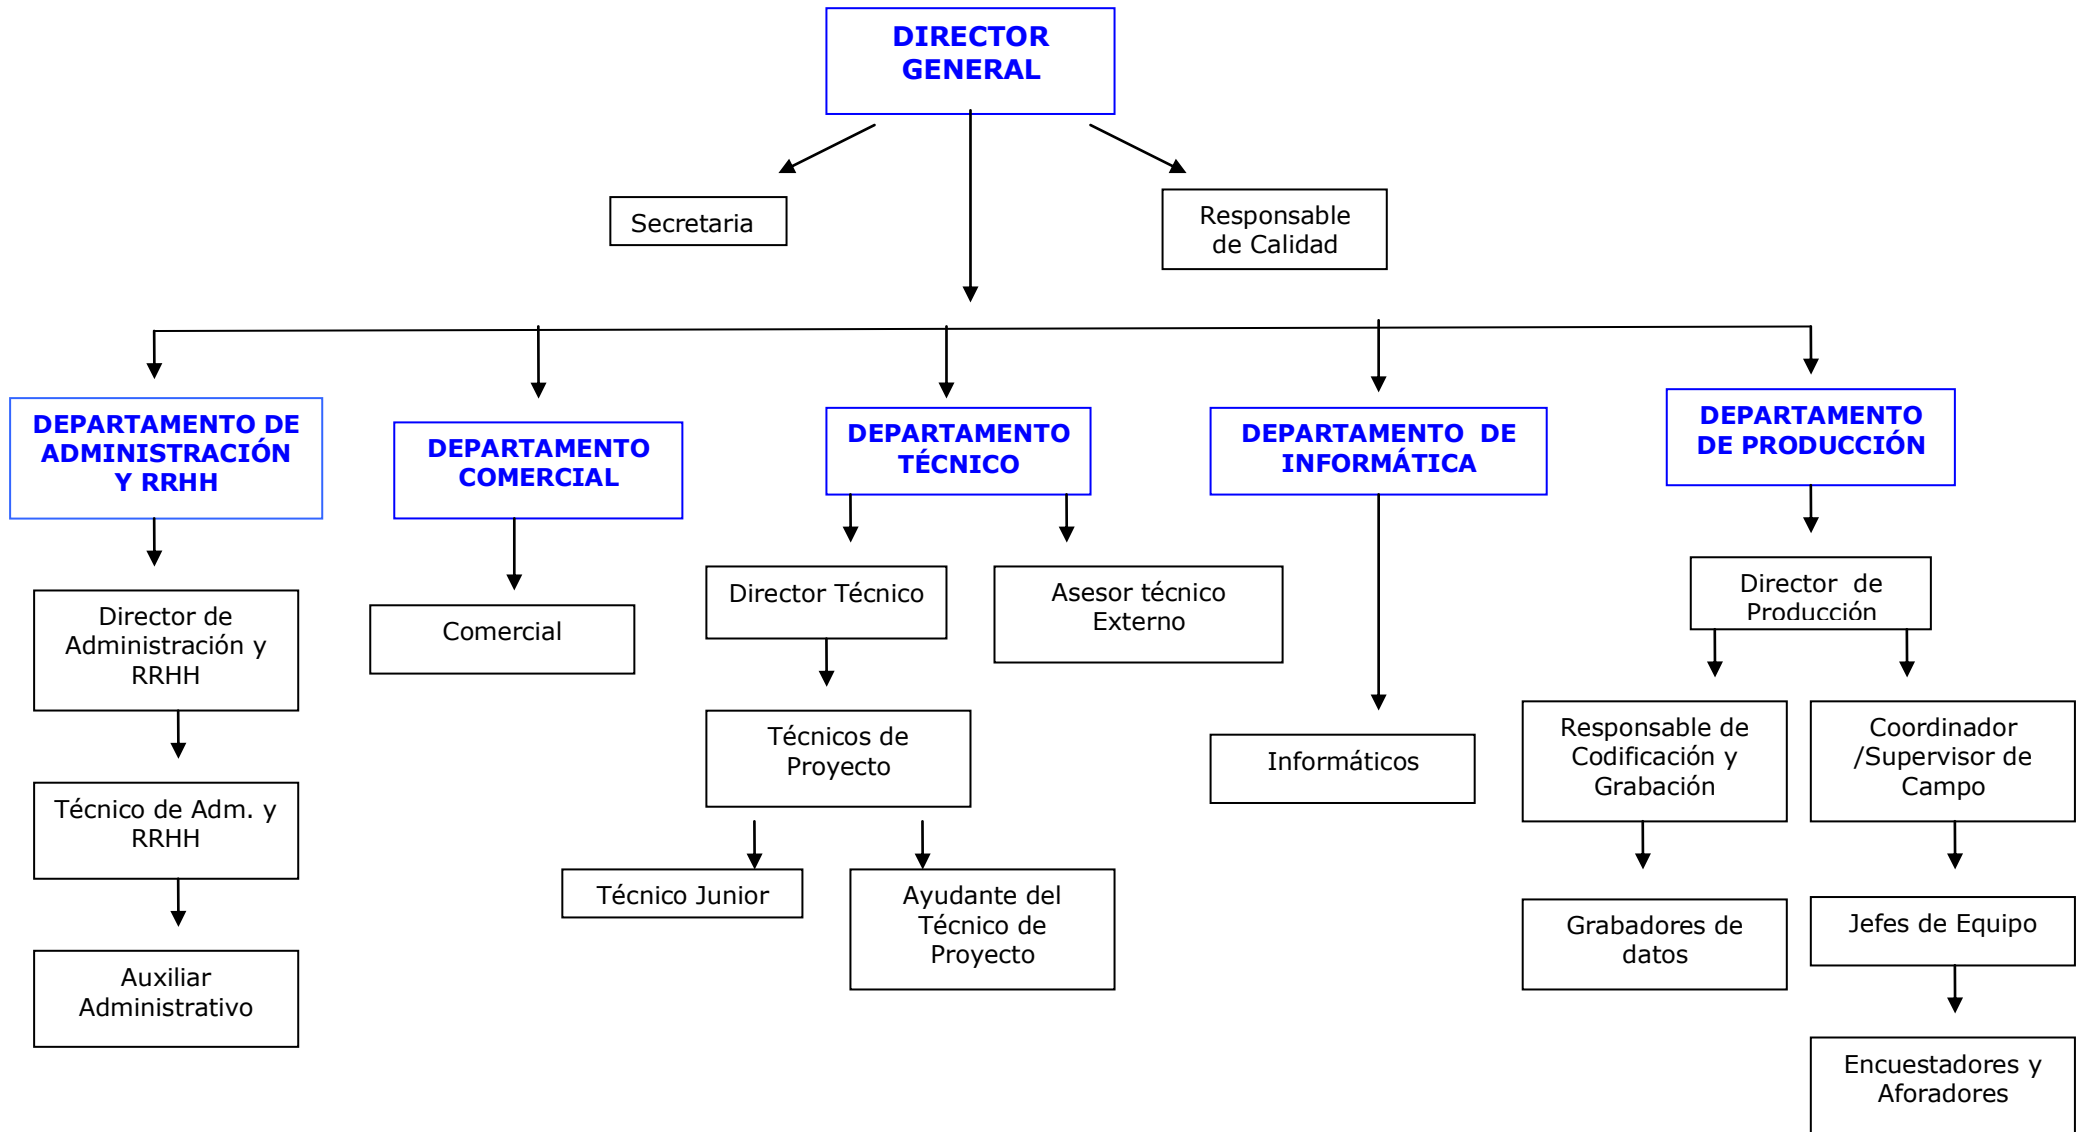 DIRECTOR
GENERAL
Secretaria
Responsable
de Calidad
DEPARTAMENTO DE
ADMINISTRACIÓN
Y RRHH
DEPARTAMENTO
COMERCIAL
DEPARTAMENTO
TÉCNICO
DEPARTAMENTO DE
INFORMÁTICA
DEPARTAMENTO
DE PRODUCCIÓN
Director de
Administración y
RRHH
Comercial
Director Técnico
Asesor técnico
Externo
Director de
Producción
Técnicos de
Proyecto
Informáticos
Responsable de
Codificación y
Grabación
Coordinador
/Supervisor de
Campo
Técnico de Adm. y
RRHH
Técnico Junior
Ayudante del
Técnico de
Proyecto
Grabadores de
datos
Jefes de Equipo
Auxiliar
Administrativo
Encuestadores y
Aforadores